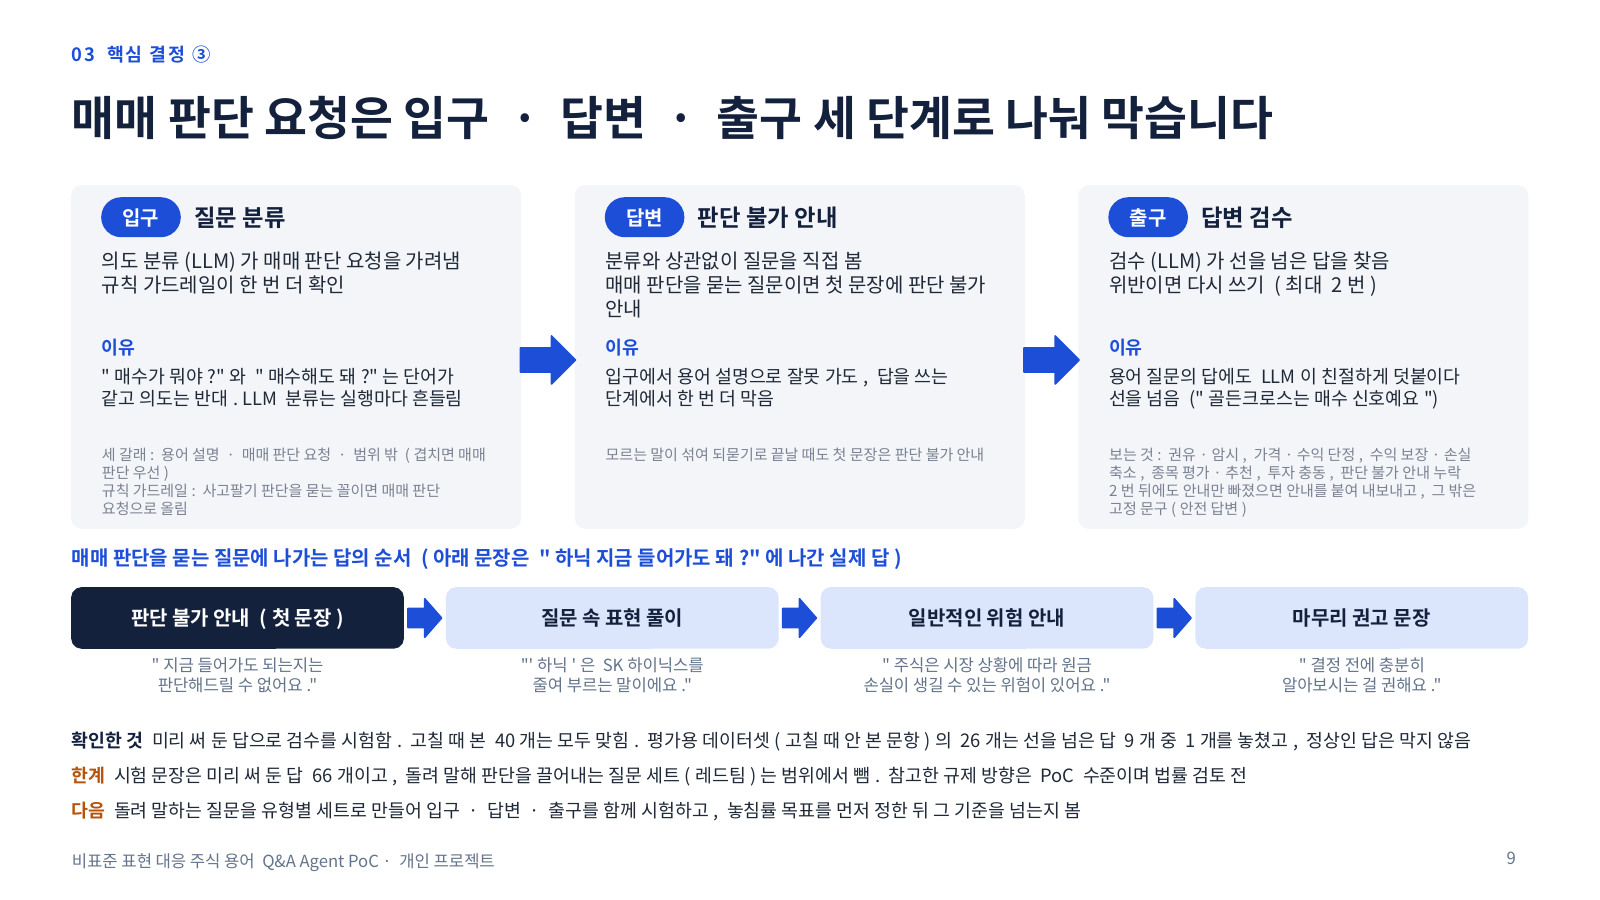 03 핵심 결정 ③
매매 판단 요청은 입구 · 답변 · 출구 세 단계로 나눠 막습니다
입구 질문 분류
의도 분류 (LLM) 가 매매 판단 요청을 가려냄
규칙 가드레일이 한 번 더 확인
이유
" 매수가 뭐야 ?" 와 " 매수해도 돼 ?" 는 단어가
같고 의도는 반대 . LLM 분류는 실행마다 흔들림
세 갈래 : 용어 설명 · 매매 판단 요청 · 범위 밖 ( 겹치면 매매
판단 우선 )
규칙 가드레일 : 사고팔기 판단을 묻는 꼴이면 매매 판단
요청으로 올림
답변 판단 불가 안내
분류와 상관없이 질문을 직접 봄
매매 판단을 묻는 질문이면 첫 문장에 판단 불가
안내
이유
입구에서 용어 설명으로 잘못 가도 , 답을 쓰는
단계에서 한 번 더 막음
모르는 말이 섞여 되묻기로 끝날 때도 첫 문장은 판단 불가 안내
출구 답변 검수
검수 (LLM) 가 선을 넘은 답을 찾음
위반이면 다시 쓰기 ( 최대 2 번 )
이유
용어 질문의 답에도 LLM 이 친절하게 덧붙이다
선을 넘음 (" 골든크로스는 매수 신호예요 ")
보는 것 : 권유 · 암시 , 가격 · 수익 단정 , 수익 보장 · 손실
축소 , 종목 평가 · 추천 , 투자 충동 , 판단 불가 안내 누락
2 번 뒤에도 안내만 빠졌으면 안내를 붙여 내보내고 , 그 밖은
고정 문구 ( 안전 답변 )
매매 판단을 묻는 질문에 나가는 답의 순서 ( 아래 문장은 " 하닉 지금 들어가도 돼 ?" 에 나간 실제 답 )
판단 불가 안내 ( 첫 문장 )
" 지금 들어가도 되는지는
판단해드릴 수 없어요 ."
질문 속 표현 풀이
"' 하닉 ' 은 SK 하이닉스를
줄여 부르는 말이에요 ."
일반적인 위험 안내
" 주식은 시장 상황에 따라 원금
손실이 생길 수 있는 위험이 있어요 ."
마무리 권고 문장
" 결정 전에 충분히
알아보시는 걸 권해요 ."
확인한 것 미리 써 둔 답으로 검수를 시험함 . 고칠 때 본 40 개는 모두 맞힘 . 평가용 데이터셋 ( 고칠 때 안 본 문항 ) 의 26 개는 선을 넘은 답 9 개 중 1 개를 놓쳤고 , 정상인 답은 막지 않음
한계 시험 문장은 미리 써 둔 답 66 개이고 , 돌려 말해 판단을 끌어내는 질문 세트 ( 레드팀 ) 는 범위에서 뺌 . 참고한 규제 방향은 PoC 수준이며 법률 검토 전
다음 돌려 말하는 질문을 유형별 세트로 만들어 입구 · 답변 · 출구를 함께 시험하고 , 놓침률 목표를 먼저 정한 뒤 그 기준을 넘는지 봄
비표준 표현 대응 주식 용어 Q&A Agent PoC · 개인 프로젝트
9